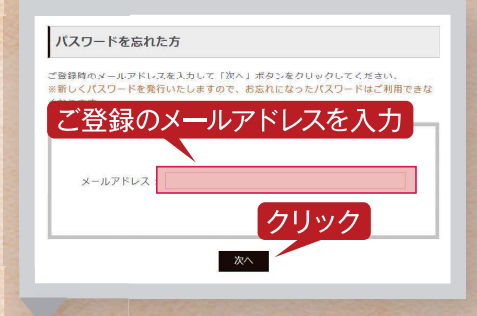 パスワードを忘れた方
ご登録時のメールアドレスを入力して「次へ」ボタンをクリックしてください。
※新しくパスワードを発行いたしますので、お忘れになったパスワードはご利用できな
ご登録のメールアドレスを入力
メールアドレス
クリック
次へ